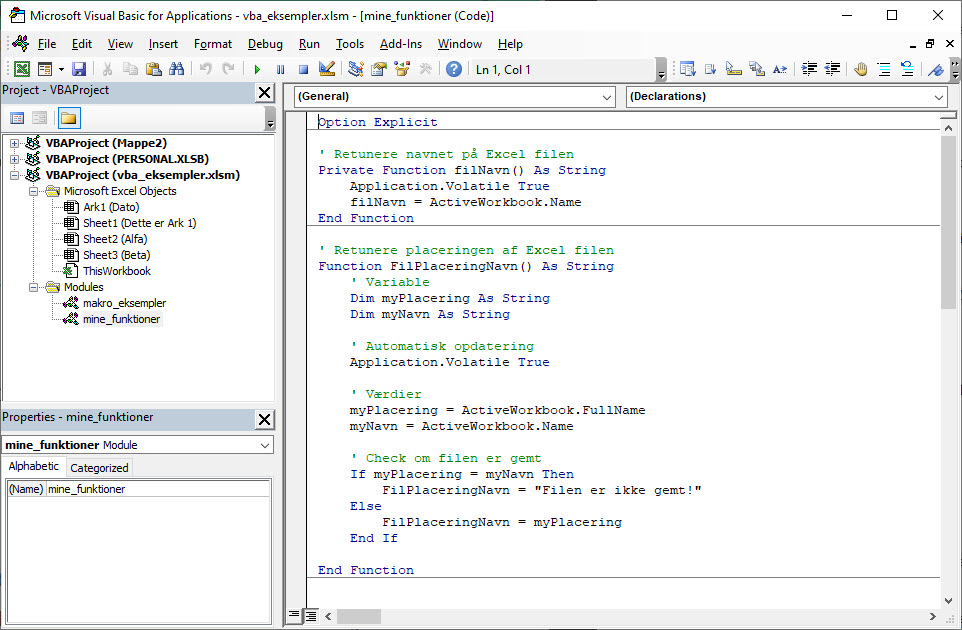 Microsoft Visual Basic for Applications - vba_eksempler.xlsm - [mine_funktioner (Code)]
File Edit View Insert Format Debug Run Tools Add-Ins Window Help
Ln 1, Col 1
Project - VBAProject
VBAProject (Mappe2)
VBAProject (PERSONAL.XLSB)
VBAProject (vba_eksempler.xlsm)
Microsoft Excel Objects
Ark1 (Dato)
Sheet1 (Dette er Ark 1)
Sheet2 (Alfa)
Sheet3 (Beta)
ThisWorkbook
Modules
makro_eksempler
mine_funktioner
Properties - mine_funktioner
mine_funktioner Module
Alphabetic Categorized
(Name) mine_funktioner
(General) (Declarations)
Option Explicit
' Retunere navnet på Excel filen
Private Function filNavn() As String
Application.Volatile True
filNavn = ActiveWorkbook.Name
End Function
' Retunere placeringen af Excel filen
Function FilPlaceringNavn() As String
' Variable
Dim myPlacering As String
Dim myNavn As String
' Automatisk opdatering
Application.Volatile True
' Værdier
myPlacering = ActiveWorkbook.FullName
myNavn = ActiveWorkbook.Name
' Check om filen er gemt
If myPlacering = myNavn Then
FilPlaceringNavn = "Filen er ikke gemt!"
Else
FilPlaceringNavn = myPlacering
End If
End Function